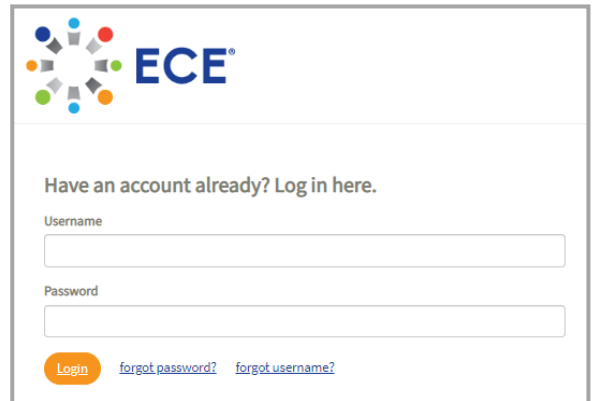 ECE®
Have an account already? Log in here.
Username
Password
Login forgot password? forgot username?